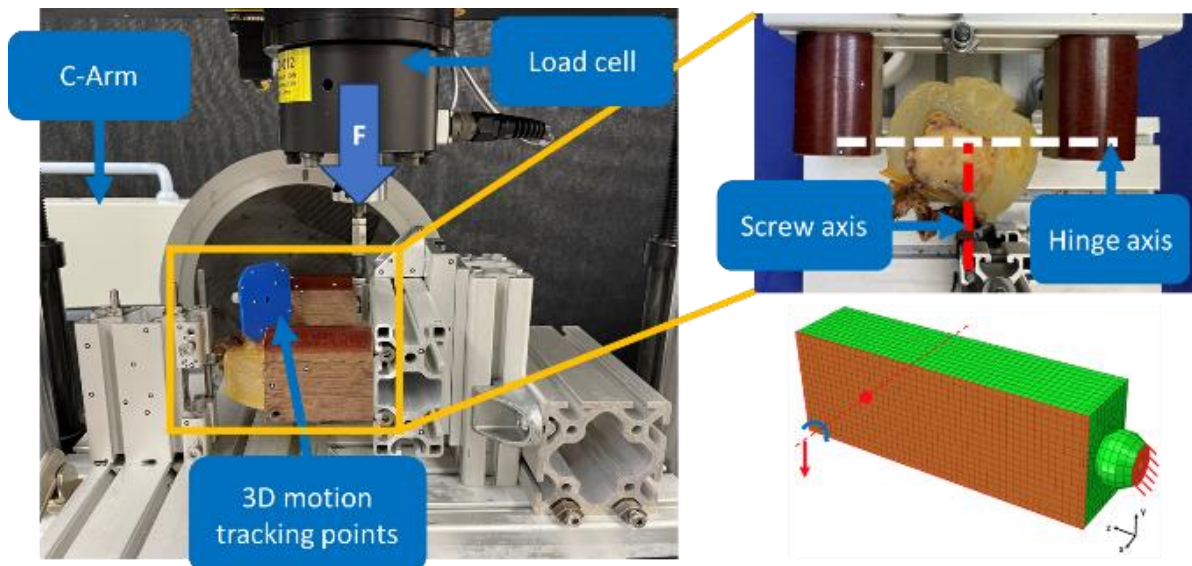 C-Arm
Load cell
F
Screw axis
Hinge axis
3D motion
tracking points
Y
Z
X